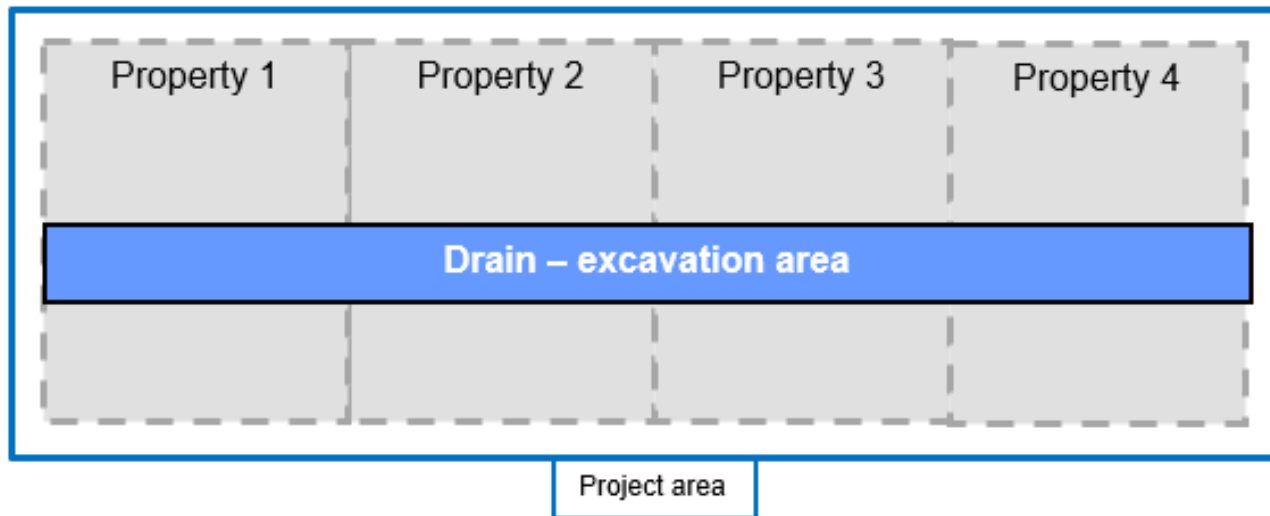 Property 1
Property 2
Property 3
Property 4
Drain – excavation area
Project area